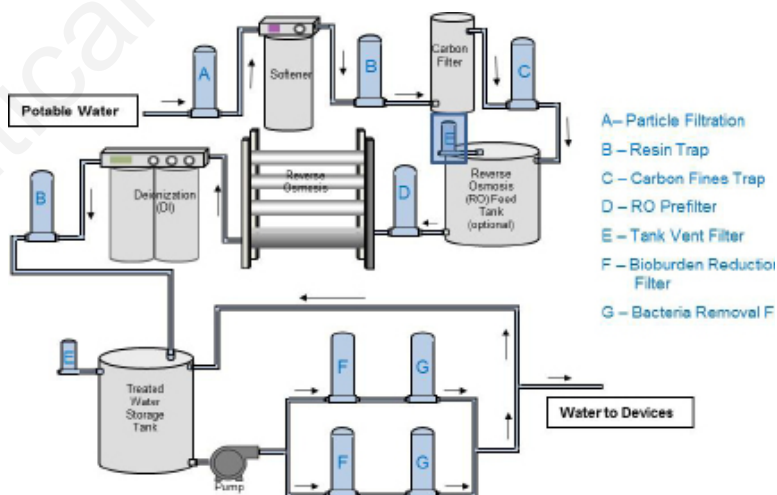 A
Softener
B
Carbon
Filter
C
Potable Water
E
A– Particle Filtration
B – Resin Trap
C – Carbon Fines Trap
D – RO Prefilter
E – Tank Vent Filter
F – Bioburden Reduction
Filter
G – Bacteria Removal F
B
Deionization
(DI)
Reverse
Osmosis
D
Reverse
Osmosis
(RO)Feed
Tank
(optional)
E
Treated
Water
Storage
Tank
F
G
Water to Devices
F
G
Pump